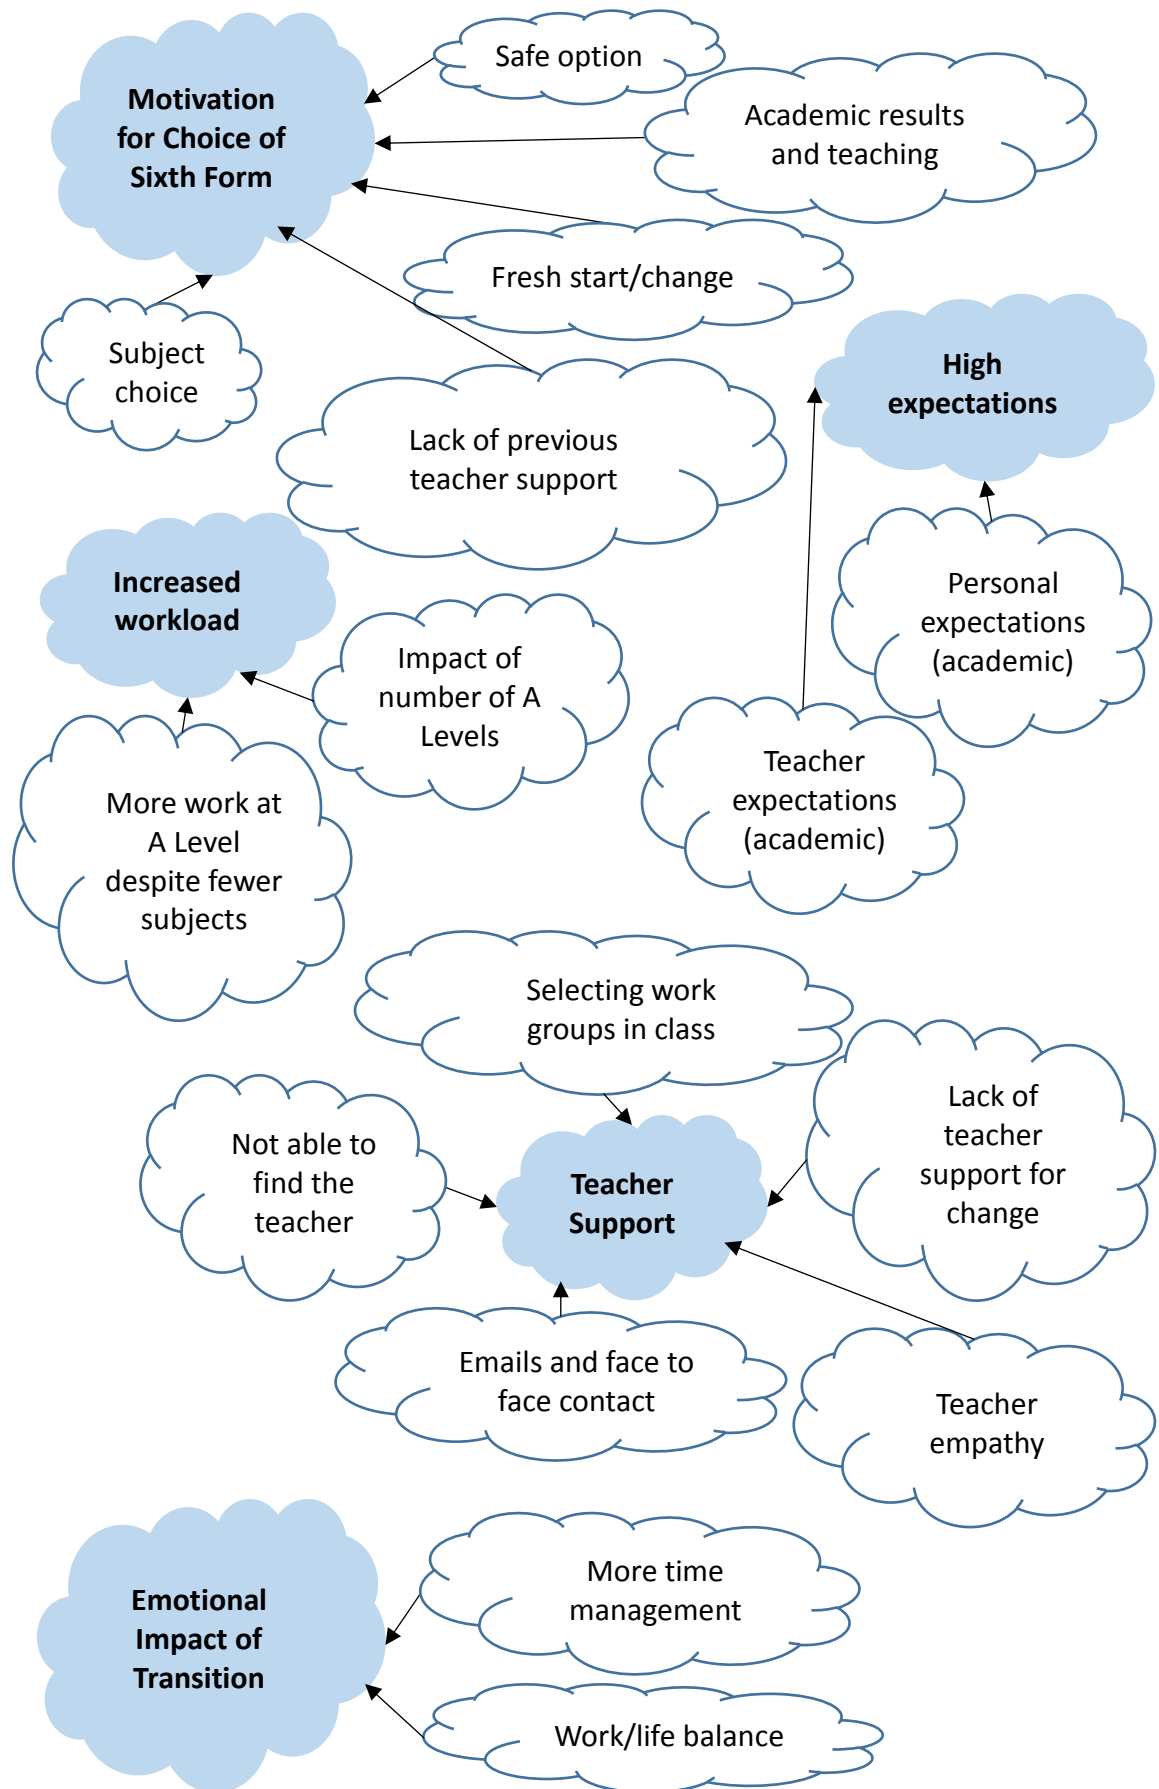 Safe option
Motivation
for Choice of
Sixth Form
Academic results
and teaching
Fresh start/change
Subject
choice
High
expectations
Lack of previous
teacher support
Increased
workload
Personal
expectations
(academic)
Impact of
number of A
Levels
Teacher
expectations
(academic)
More work at
A Level
despite fewer
subjects
Selecting work
groups in class
Lack of
teacher
support for
change
Not able to
find the
teacher
Teacher
Support
Emails and face to
face contact
Teacher
empathy
More time
management
Emotional
Impact of
Transition
Work/life balance